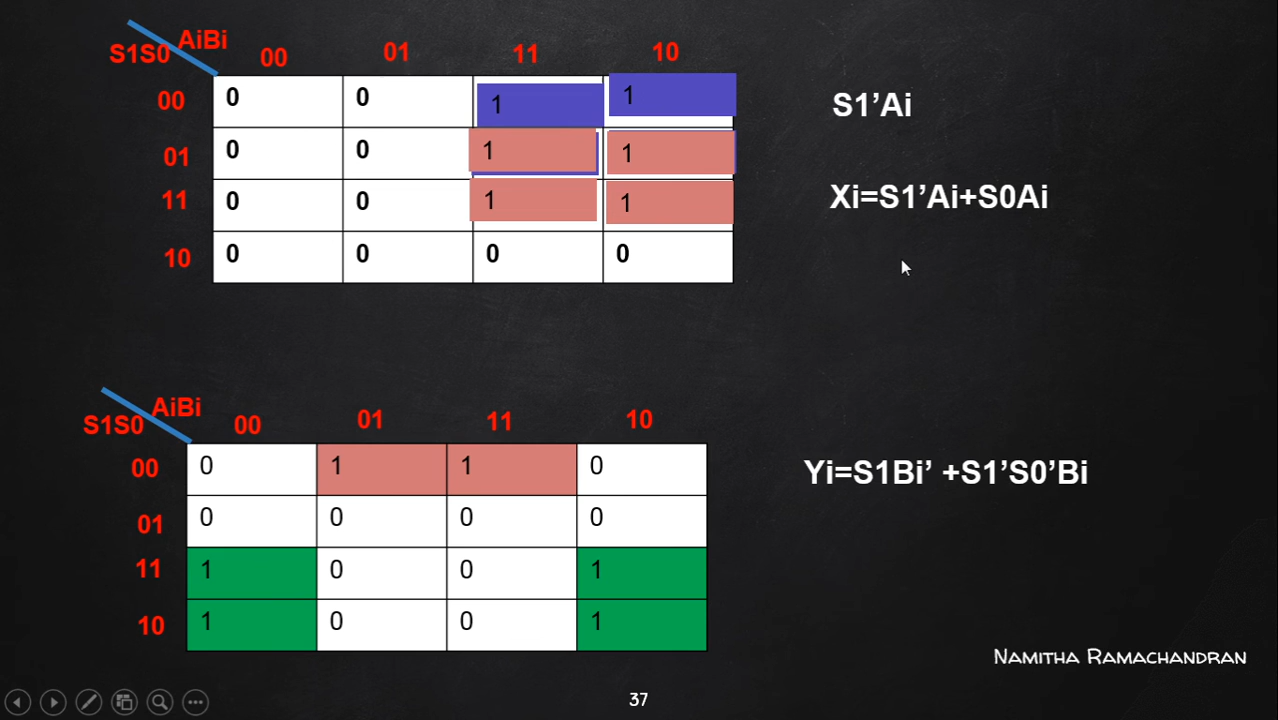 AiBi
S1S0 00 01 11 10
00 0 0 1 1 S1’Ai
01 0 0 1 1
11 0 0 1 1 Xi=S1’Ai+S0Ai
10 0 0 0 0
AiBi
S1S0 00 01 11 10
00 0 1 1 0 Yi=S1Bi’ +S1’S0’Bi
01 0 0 0 0
11 1 0 0 1
10 1 0 0 1
Namitha Ramachandran
37